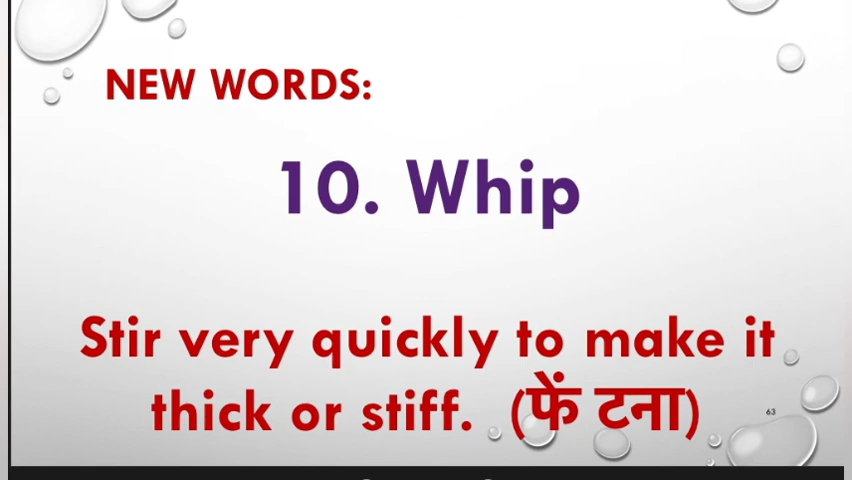 NEW WORDS:
10. Whip
Stir very quickly to make it
thick or stiff. (फें टना)
63